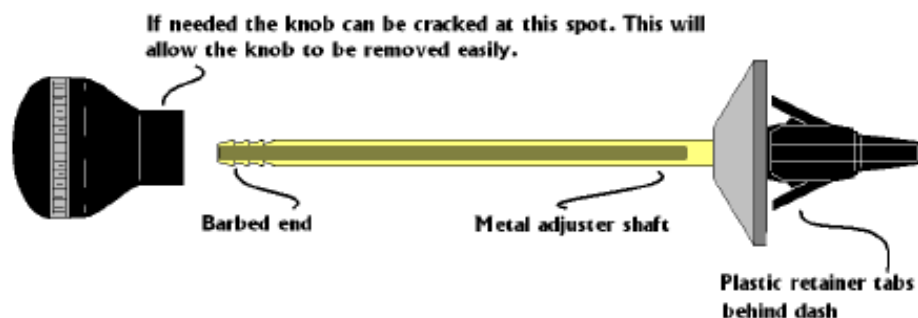 If needed the knob can be cracked at this spot. This will
allow the knob to be removed easily.
Barbed end
Metal adjuster shaft
Plastic retainer tabs
behind dash